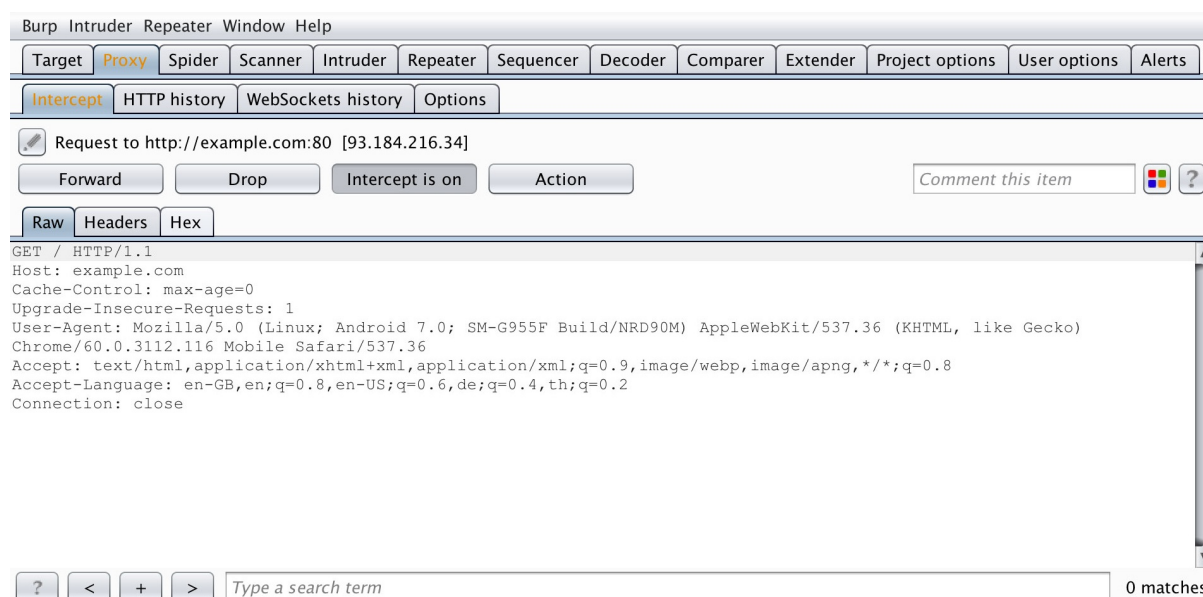 Burp Intruder Repeater Window Help
Target Proxy Spider Scanner Intruder Repeater Sequencer Decoder Comparer Extender Project options User options Alerts
Intercept HTTP history WebSockets history Options
Request to http://example.com:80 [93.184.216.34]
Forward Drop Intercept is on Action Comment this item ?
Raw Headers Hex
GET / HTTP/1.1
Host: example.com
Cache-Control: max-age=0
Upgrade-Insecure-Requests: 1
User-Agent: Mozilla/5.0 (Linux; Android 7.0; SM-G955F Build/NRD90M) AppleWebKit/537.36 (KHTML, like Gecko)
Chrome/60.0.3112.116 Mobile Safari/537.36
Accept: text/html,application/xhtml+xml,application/xml;q=0.9,image/webp,image/apng,*/*;q=0.8
Accept-Language: en-GB,en;q=0.8,en-US;q=0.6,de;q=0.4,th;q=0.2
Connection: close
? < + > Type a search term 0 matches